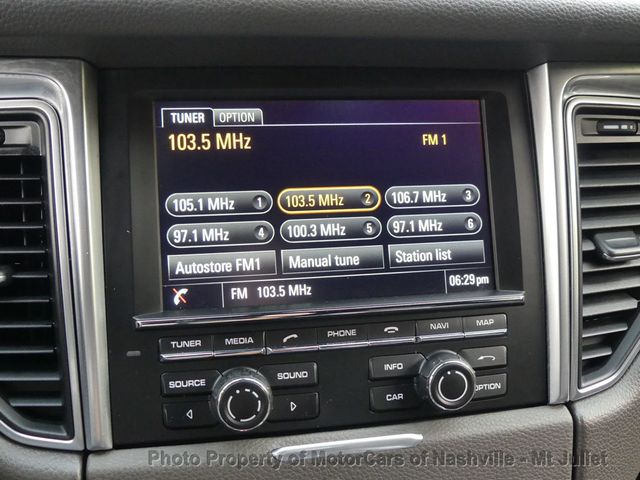 TUNER OPTION
103.5 MHz FM 1
105.1 MHz 1 103.5 MHz 2 106.7 MHz 3
97.1 MHz 4 100.3 MHz 5 97.1 MHz 6
Autostore FM1 Manual tune Station list
FM 103.5 MHz 06:29 pm
TUNER MEDIA PHONE NAVI MAP
SOURCE SOUND INFO
CAR OPTION
Photo Property of MotorCars of Nashville - Mt Juliet